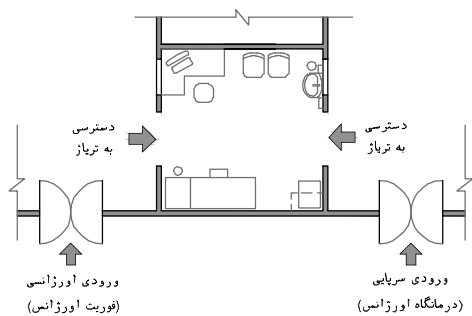 دسترسی
به تریاژ
دسترسی
به تریاژ
ورودی سرپایی
(درمانگاه اورژانس)
ورودی اورژانسی
(فوریت اورژانس)